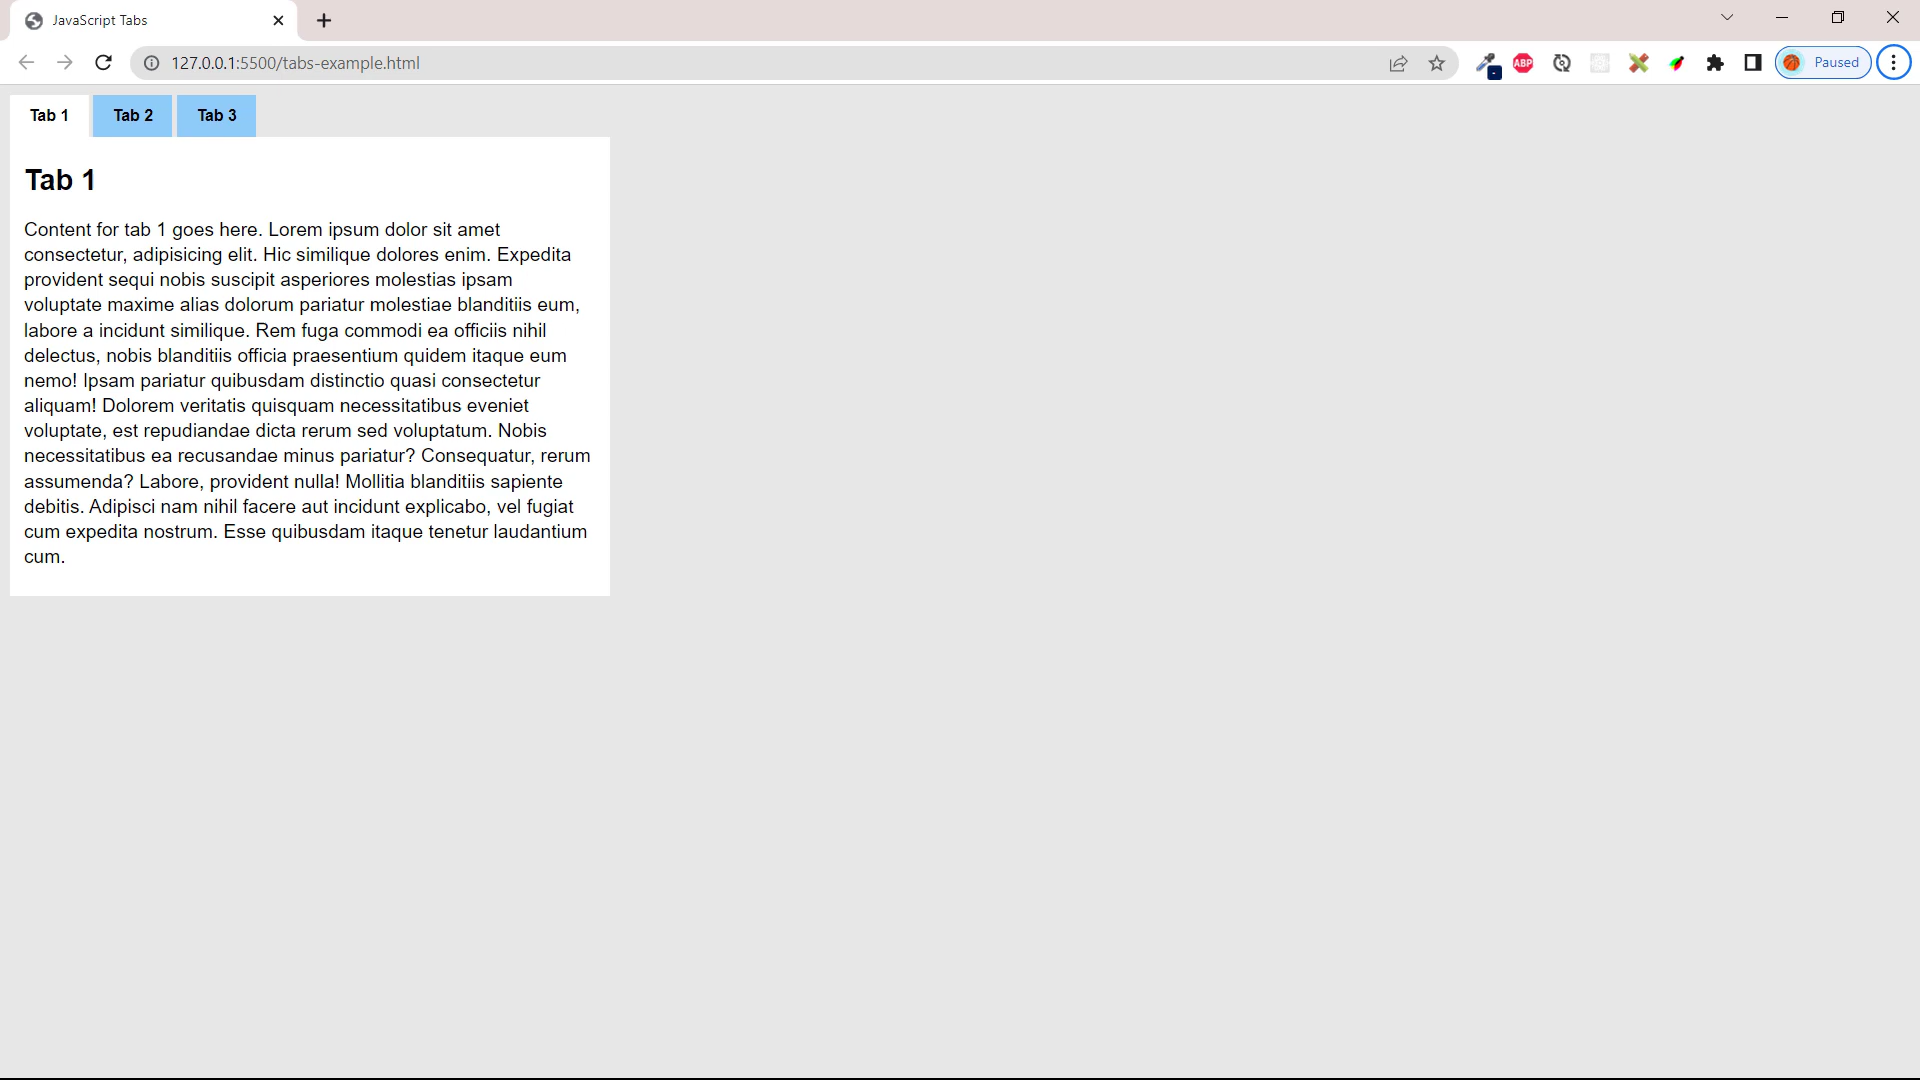 JavaScript Tabs
127.0.0.1:5500/tabs-example.html
ABP
Paused
Tab 1 Tab 2 Tab 3
Tab 1
Content for tab 1 goes here. Lorem ipsum dolor sit amet
consectetur, adipisicing elit. Hic similique dolores enim. Expedita
provident sequi nobis suscipit asperiores molestias ipsam
voluptate maxime alias dolorum pariatur molestiae blanditiis eum,
labore a incidunt similique. Rem fuga commodi ea officiis nihil
delectus, nobis blanditiis officia praesentium quidem itaque eum
nemo! Ipsam pariatur quibusdam distinctio quasi consectetur
aliquam! Dolorem veritatis quisquam necessitatibus eveniet
voluptate, est repudiandae dicta rerum sed voluptatum. Nobis
necessitatibus ea recusandae minus pariatur? Consequatur, rerum
assumenda? Labore, provident nulla! Mollitia blanditiis sapiente
debitis. Adipisci nam nihil facere aut incidunt explicabo, vel fugiat
cum expedita nostrum. Esse quibusdam itaque tenetur laudantium
cum.